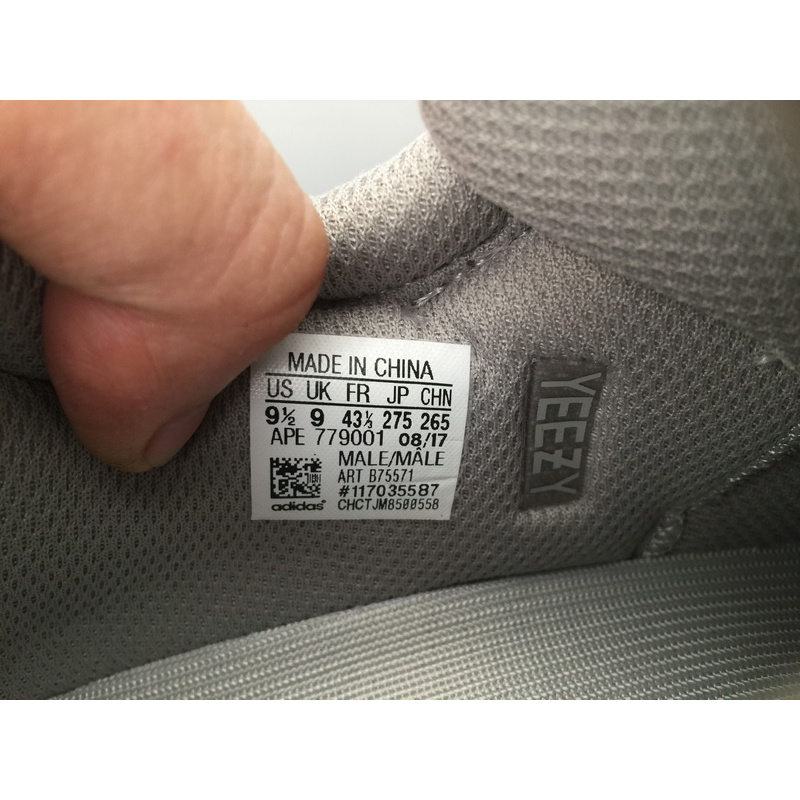 MADE IN CHINA
US UK FR JP CHN
9½ 9 43⅓ 275 265
APE 779001 08/17
MALE/MÂLE
ART B75571
#117035587
adidas CHCTJM8500558
YEEZY